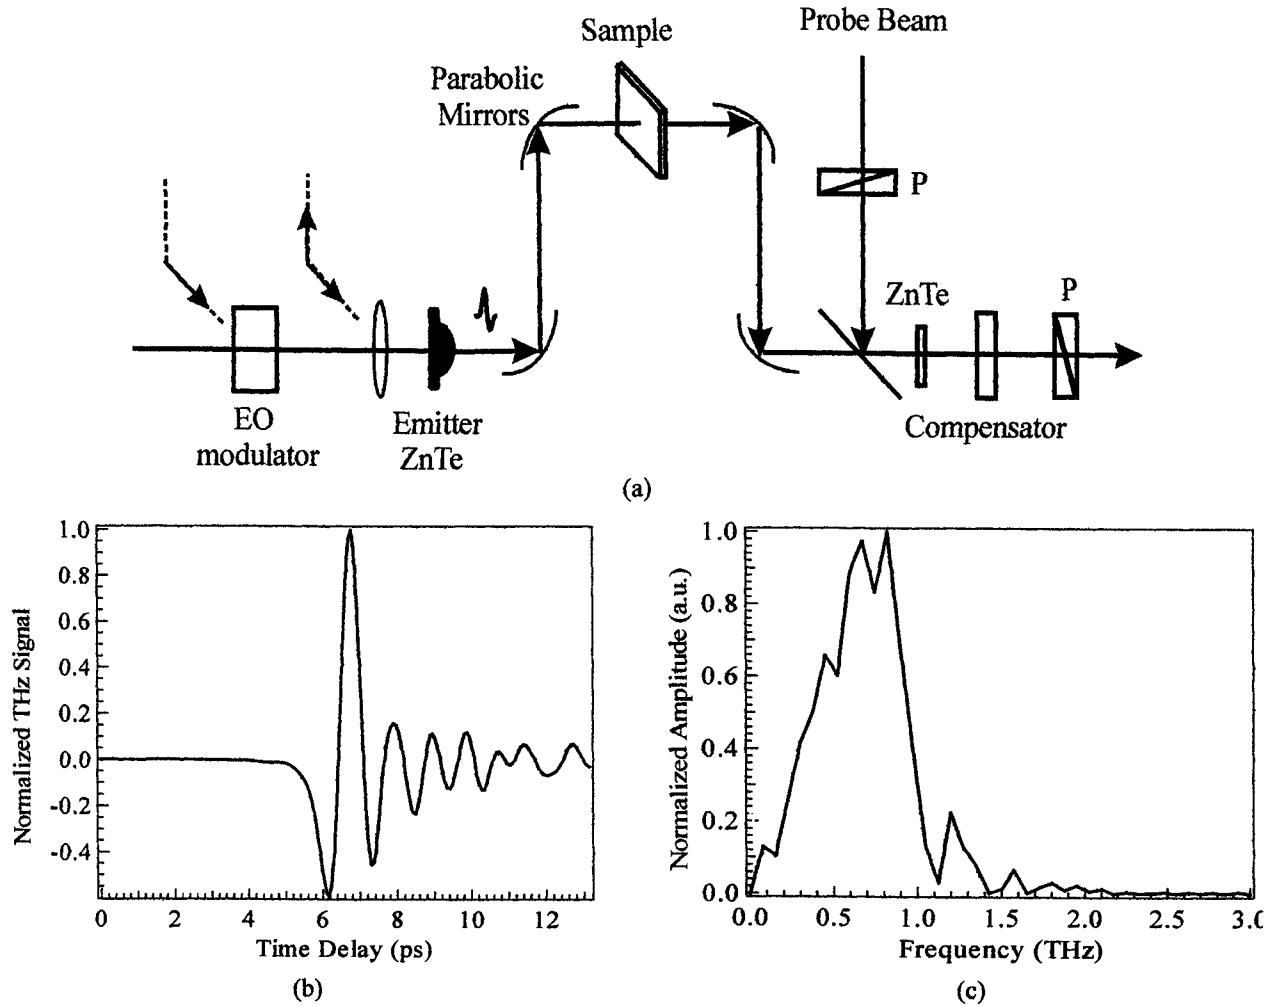 Sample
Probe Beam
Parabolic
Mirrors
P
ZnTe
P
EO
modulator
Emitter
ZnTe
Compensator
(a)
Normalized THz Signal
1.0
0.8
0.6
0.4
0.2
0.0
-0.2
-0.4
0 2 4 6 8 10 12
Time Delay (ps)
(b)
Normalized Amplitude (a.u.)
1.0
0.8
0.6
0.4
0.2
0.0
0.0 0.5 1.0 1.5 2.0 2.5 3.0
Frequency (THz)
(c)